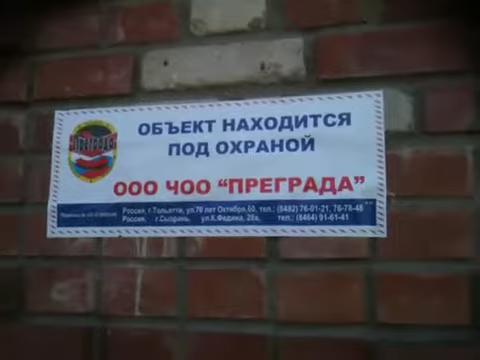 ПРЕГРАДА
ОБЪЕКТ НАХОДИТСЯ
ПОД ОХРАНОЙ
ООО ЧОО “ПРЕГРАДА”
Россия, г.Тольятти, ул.70 лет Октября,60, тел.: (8482) 76-01-21, 76-78-48
Россия, г.Сызрань, ул.К.Федина, 28а, тел.: (8464) 91-61-41